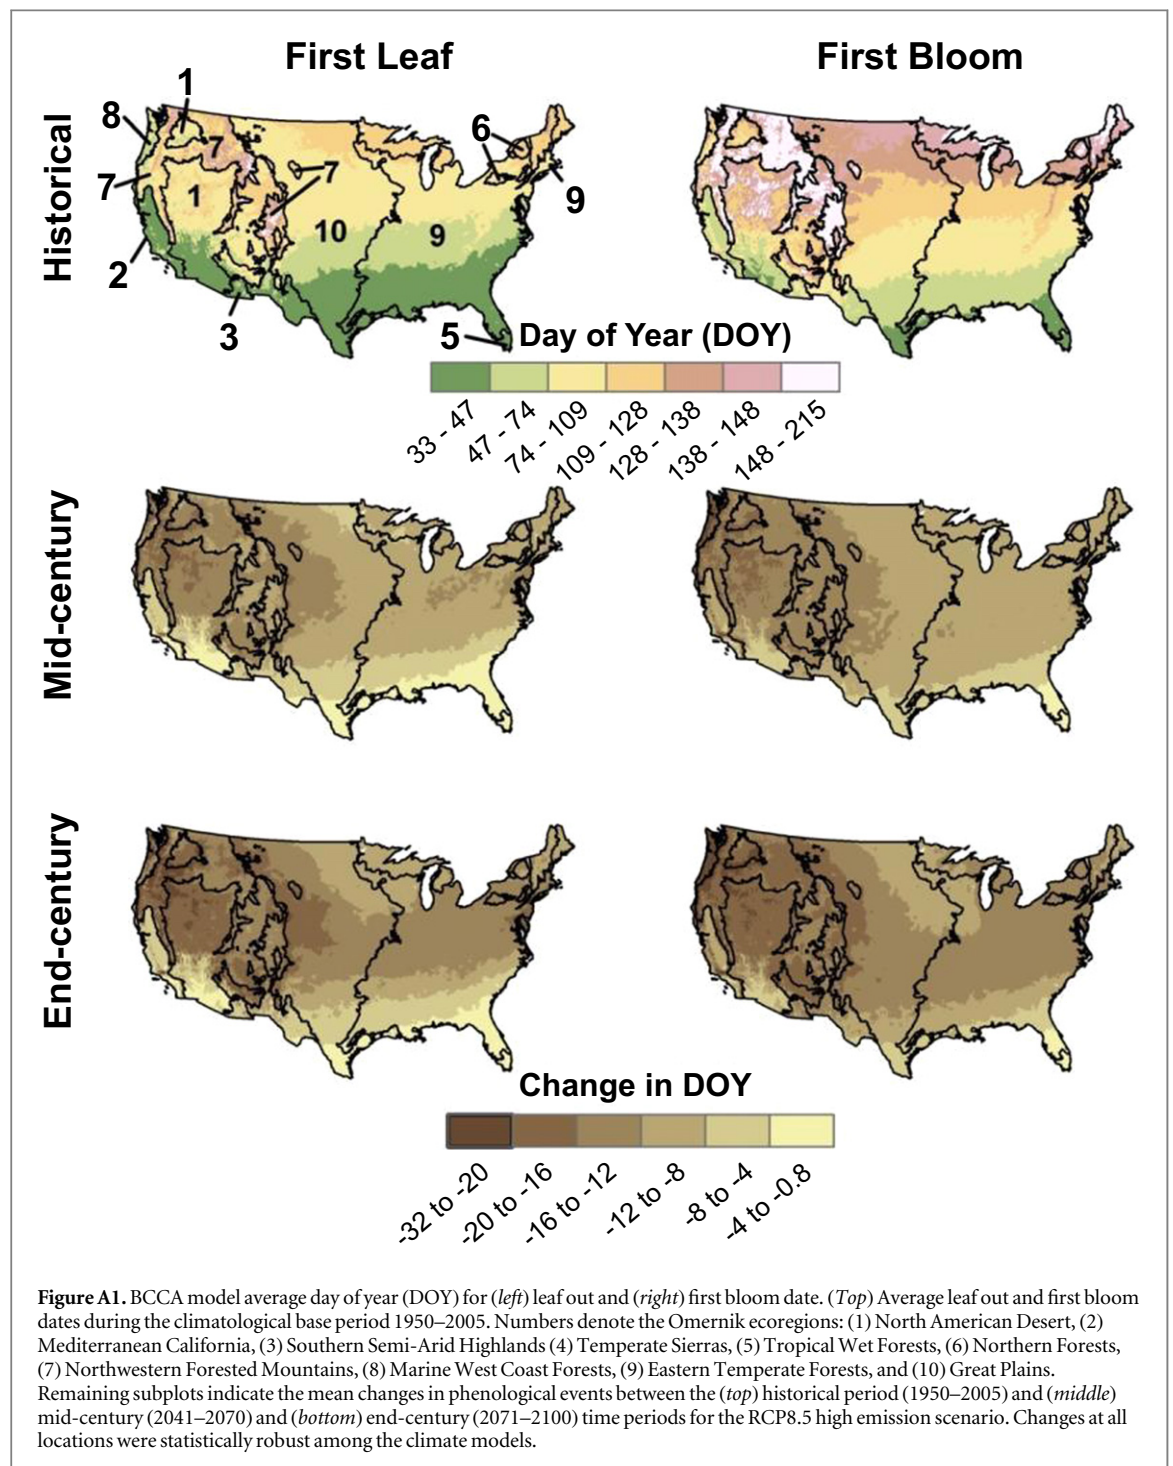 First Leaf
First Bloom
Historical
1
8
7
7
1
2
3
7
10
9
6
9
5
Day of Year (DOY)
33 - 47
47 - 74
74 - 109
109 - 128
128 - 138
138 - 148
148 - 215
Mid-century
End-century
Change in DOY
-32 to -20
-20 to -16
-16 to -12
-12 to -8
-8 to -4
-4 to -0.8
Figure A1. BCCA model average day of year (DOY) for (left) leaf out and (right) first bloom date. (Top) Average leaf out and first bloom
dates during the climatological base period 1950–2005. Numbers denote the Omernik ecoregions: (1) North American Desert, (2)
Mediterranean California, (3) Southern Semi-Arid Highlands (4) Temperate Sierras, (5) Tropical Wet Forests, (6) Northern Forests,
(7) Northwestern Forested Mountains, (8) Marine West Coast Forests, (9) Eastern Temperate Forests, and (10) Great Plains.
Remaining subplots indicate the mean changes in phenological events between the (top) historical period (1950–2005) and (middle)
mid-century (2041–2070) and (bottom) end-century (2071–2100) time periods for the RCP8.5 high emission scenario. Changes at all
locations were statistically robust among the climate models.